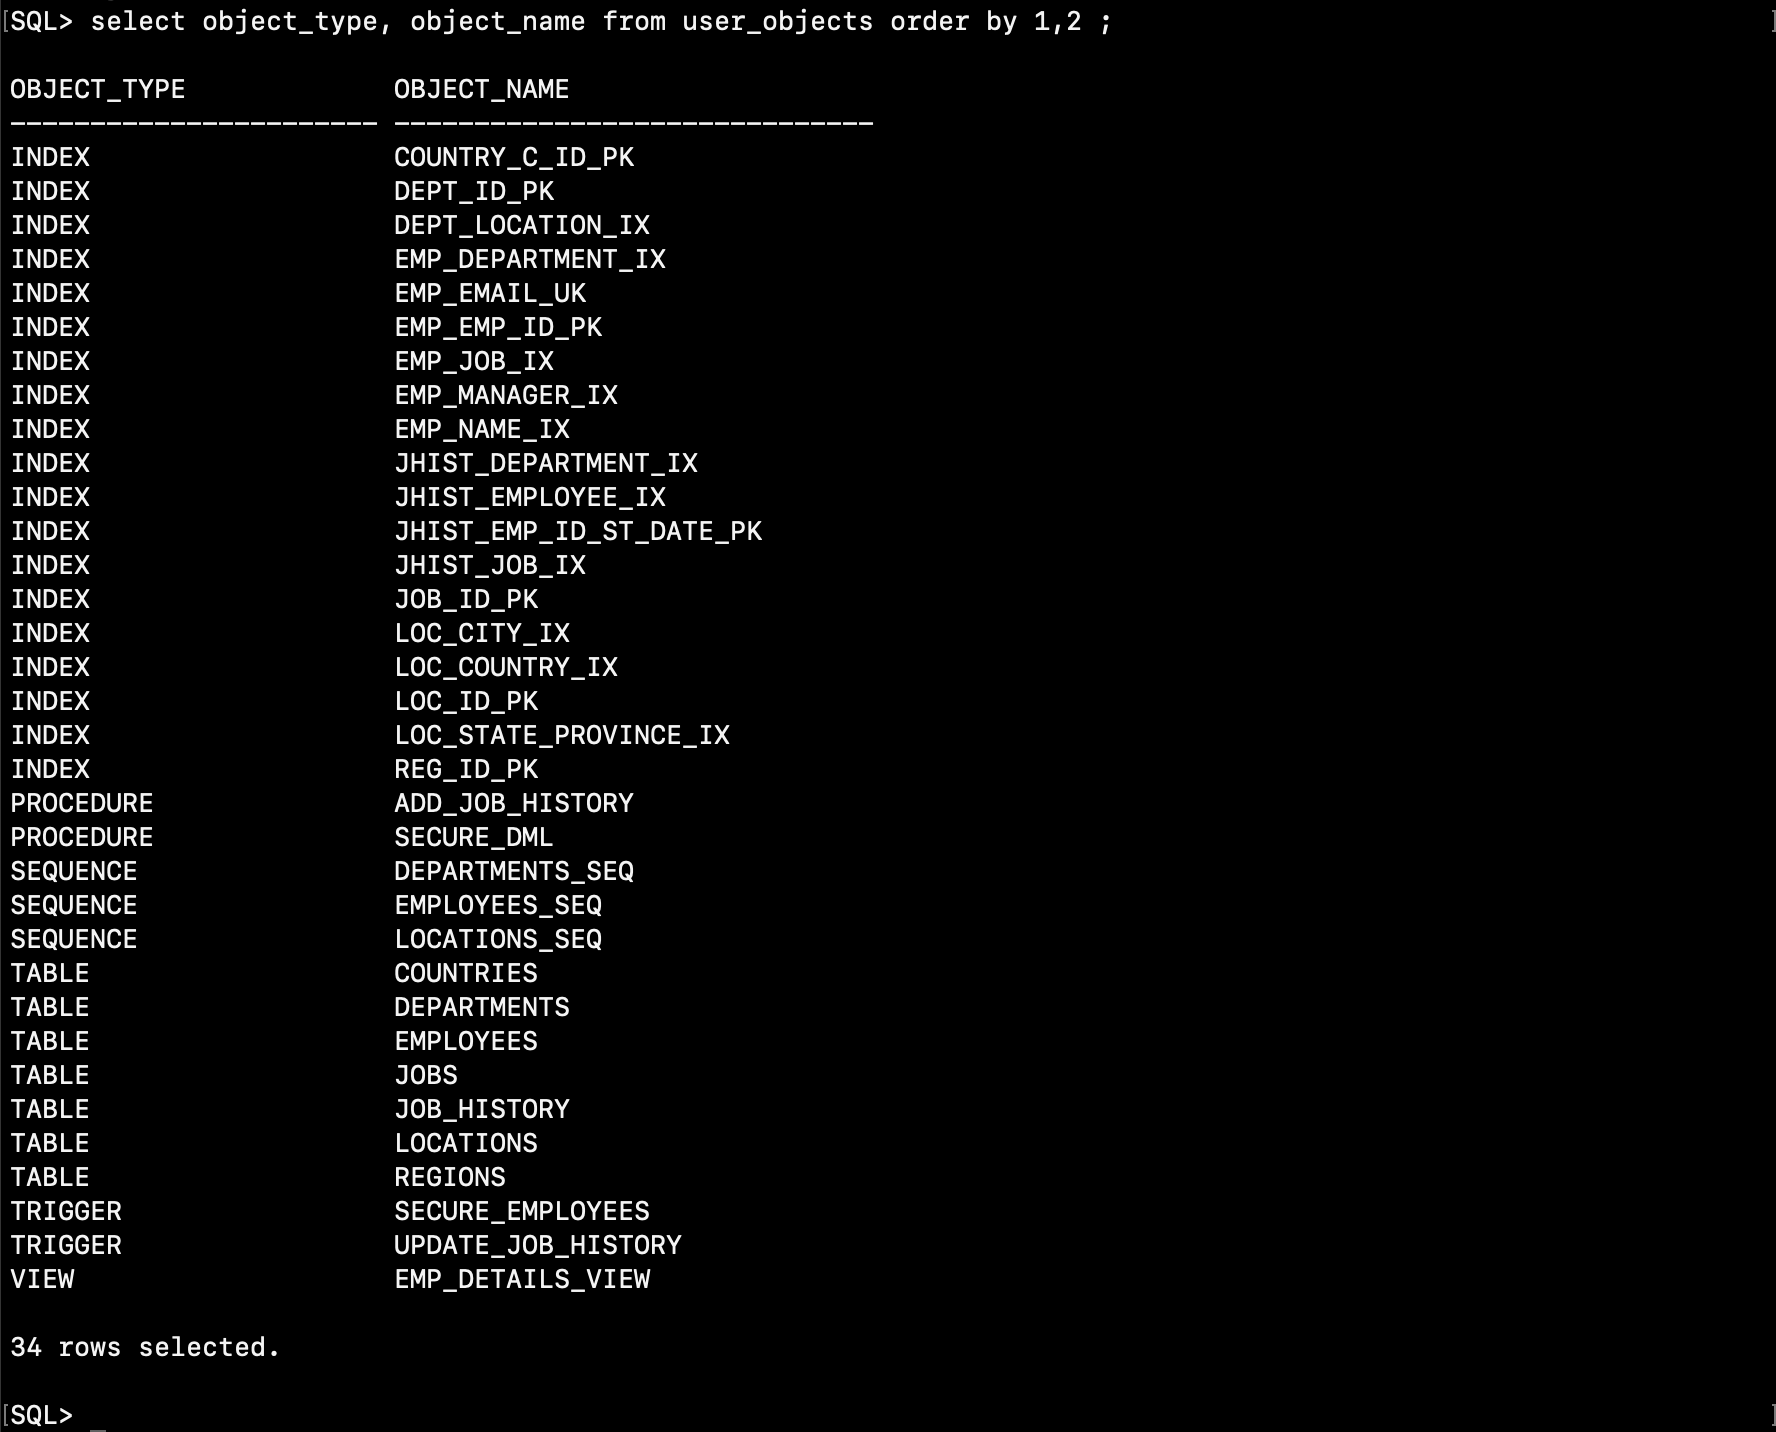 [SQL> select object_type, object_name from user_objects order by 1,2 ; ]
OBJECT_TYPE             OBJECT_NAME
----------------------- ------------------------------
INDEX                   COUNTRY_C_ID_PK
INDEX                   DEPT_ID_PK
INDEX                   DEPT_LOCATION_IX
INDEX                   EMP_DEPARTMENT_IX
INDEX                   EMP_EMAIL_UK
INDEX                   EMP_EMP_ID_PK
INDEX                   EMP_JOB_IX
INDEX                   EMP_MANAGER_IX
INDEX                   EMP_NAME_IX
INDEX                   JHIST_DEPARTMENT_IX
INDEX                   JHIST_EMPLOYEE_IX
INDEX                   JHIST_EMP_ID_ST_DATE_PK
INDEX                   JHIST_JOB_IX
INDEX                   JOB_ID_PK
INDEX                   LOC_CITY_IX
INDEX                   LOC_COUNTRY_IX
INDEX                   LOC_ID_PK
INDEX                   LOC_STATE_PROVINCE_IX
INDEX                   REG_ID_PK
PROCEDURE               ADD_JOB_HISTORY
PROCEDURE               SECURE_DML
SEQUENCE                DEPARTMENTS_SEQ
SEQUENCE                EMPLOYEES_SEQ
SEQUENCE                LOCATIONS_SEQ
TABLE                   COUNTRIES
TABLE                   DEPARTMENTS
TABLE                   EMPLOYEES
TABLE                   JOBS
TABLE                   JOB_HISTORY
TABLE                   LOCATIONS
TABLE                   REGIONS
TRIGGER                 SECURE_EMPLOYEES
TRIGGER                 UPDATE_JOB_HISTORY
VIEW                    EMP_DETAILS_VIEW
34 rows selected.
[SQL> _ ]